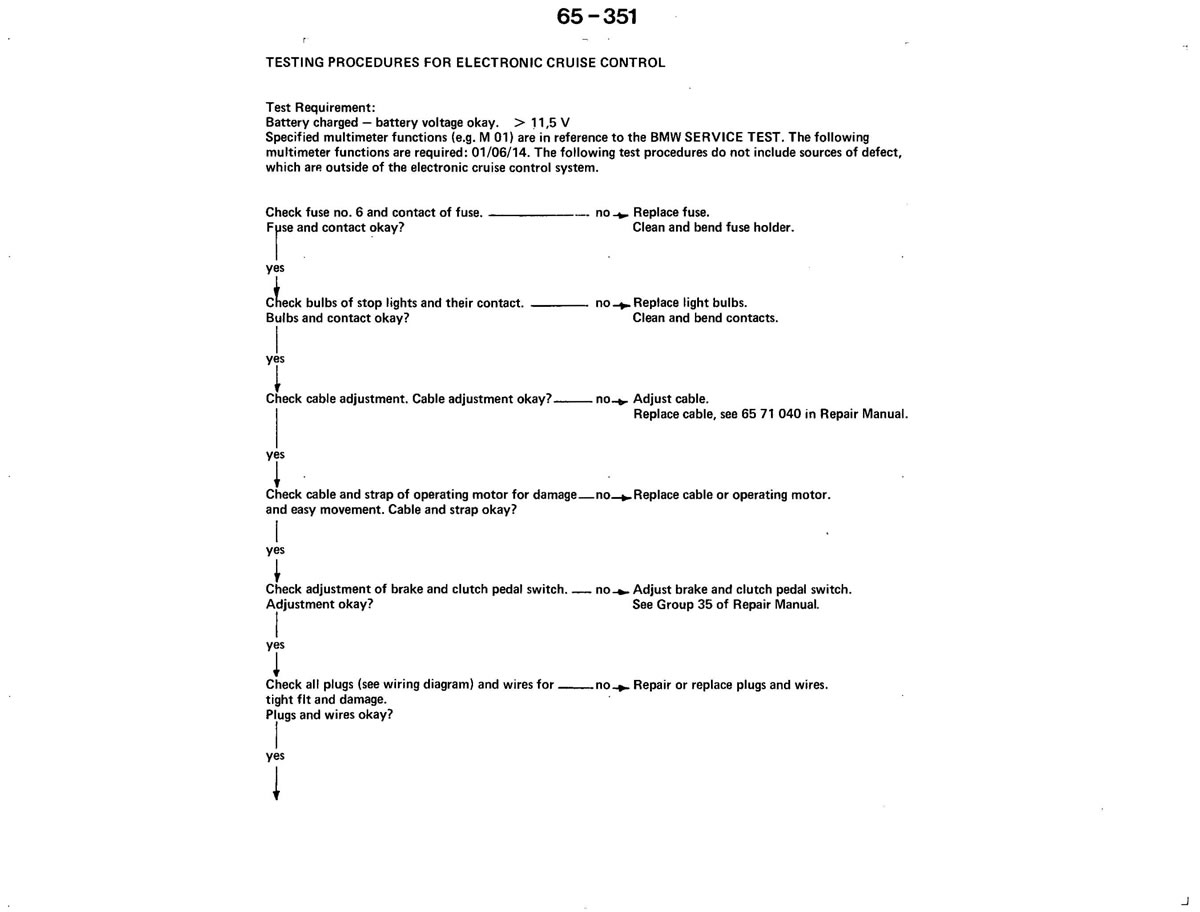 65-351
TESTING PROCEDURES FOR ELECTRONIC CRUISE CONTROL
Test Requirement:
Battery charged – battery voltage okay. > 11,5 V
Specified multimeter functions (e.g. M 01) are in reference to the BMW SERVICE TEST. The following
multimeter functions are required: 01/06/14. The following test procedures do not include sources of defect,
which are outside of the electronic cruise control system.
Check fuse no. 6 and contact of fuse. no Replace fuse.
Fuse and contact okay? Clean and bend fuse holder.
yes
Check bulbs of stop lights and their contact. no Replace light bulbs.
Bulbs and contact okay? Clean and bend contacts.
yes
Check cable adjustment. Cable adjustment okay? no Adjust cable.
Replace cable, see 65 71 040 in Repair Manual.
yes
Check cable and strap of operating motor for damage no Replace cable or operating motor.
and easy movement. Cable and strap okay?
yes
Check adjustment of brake and clutch pedal switch. no Adjust brake and clutch pedal switch.
Adjustment okay? See Group 35 of Repair Manual.
yes
Check all plugs (see wiring diagram) and wires for no Repair or replace plugs and wires.
tight fit and damage.
Plugs and wires okay?
yes